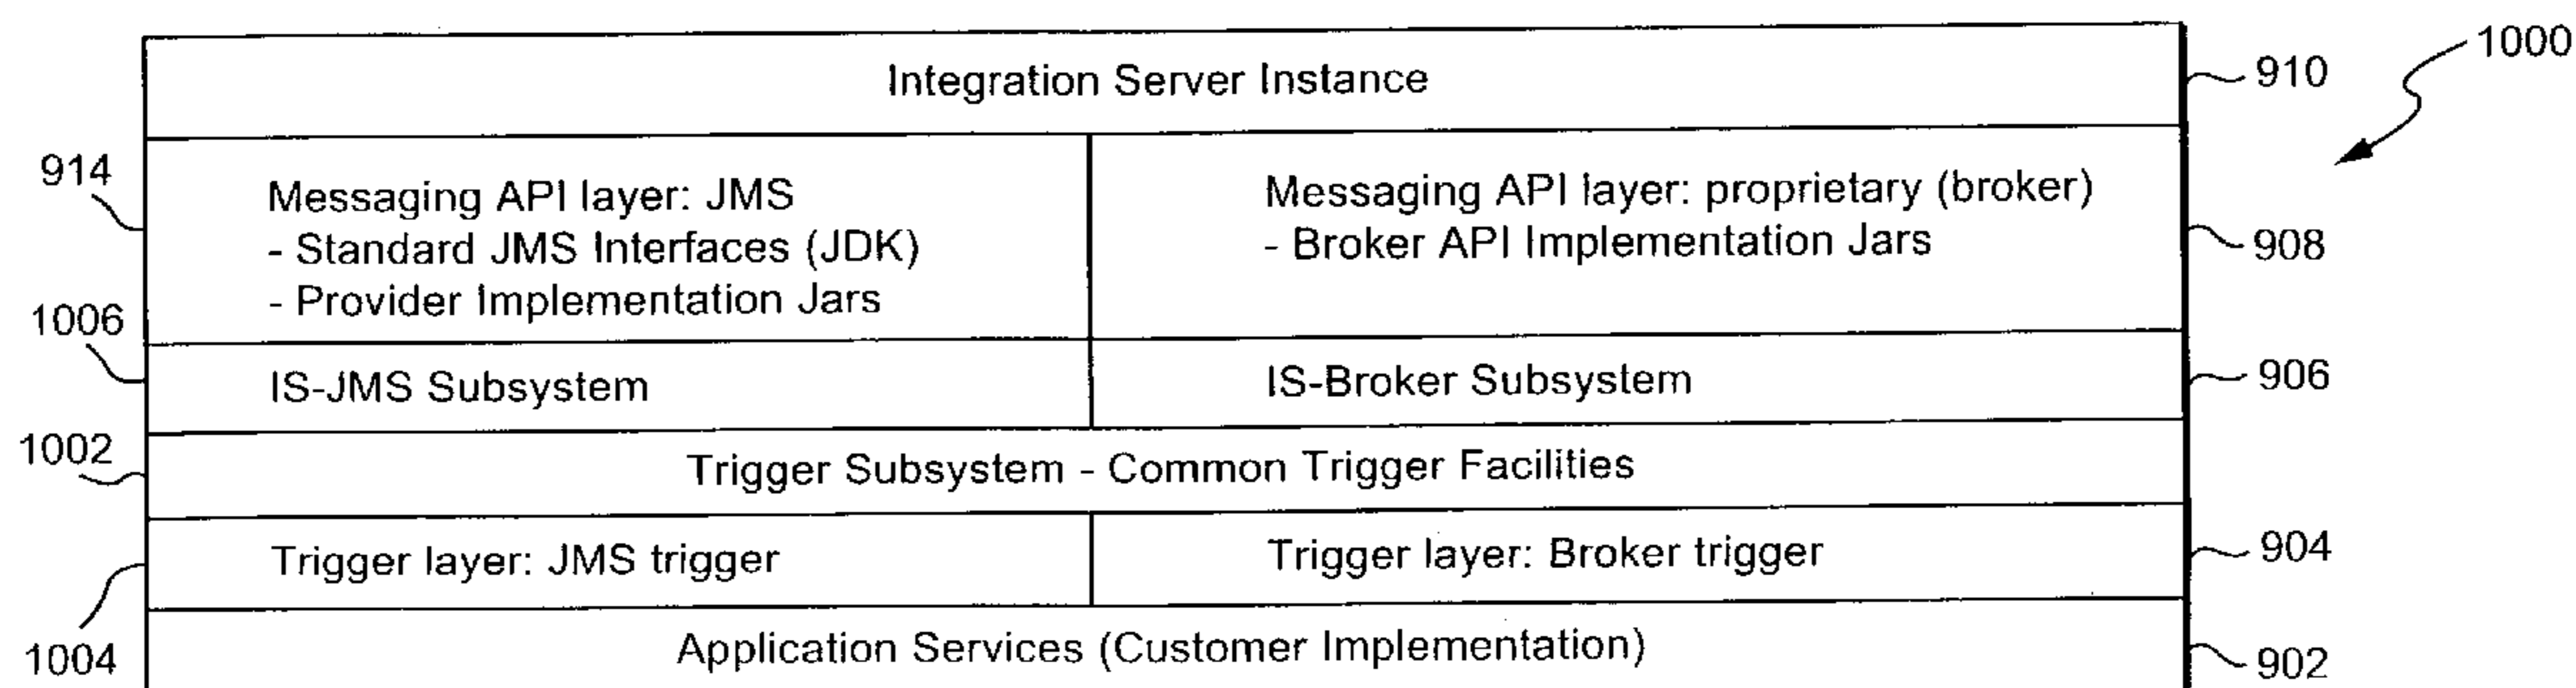 1000
Integration Server Instance
910
914
Messaging API layer: JMS
- Standard JMS Interfaces (JDK)
- Provider Implementation Jars
Messaging API layer: proprietary (broker)
- Broker API Implementation Jars
908
1006
IS-JMS Subsystem
IS-Broker Subsystem
906
1002
Trigger Subsystem - Common Trigger Facilities
Trigger layer: JMS trigger
Trigger layer: Broker trigger
904
1004
Application Services (Customer Implementation)
902